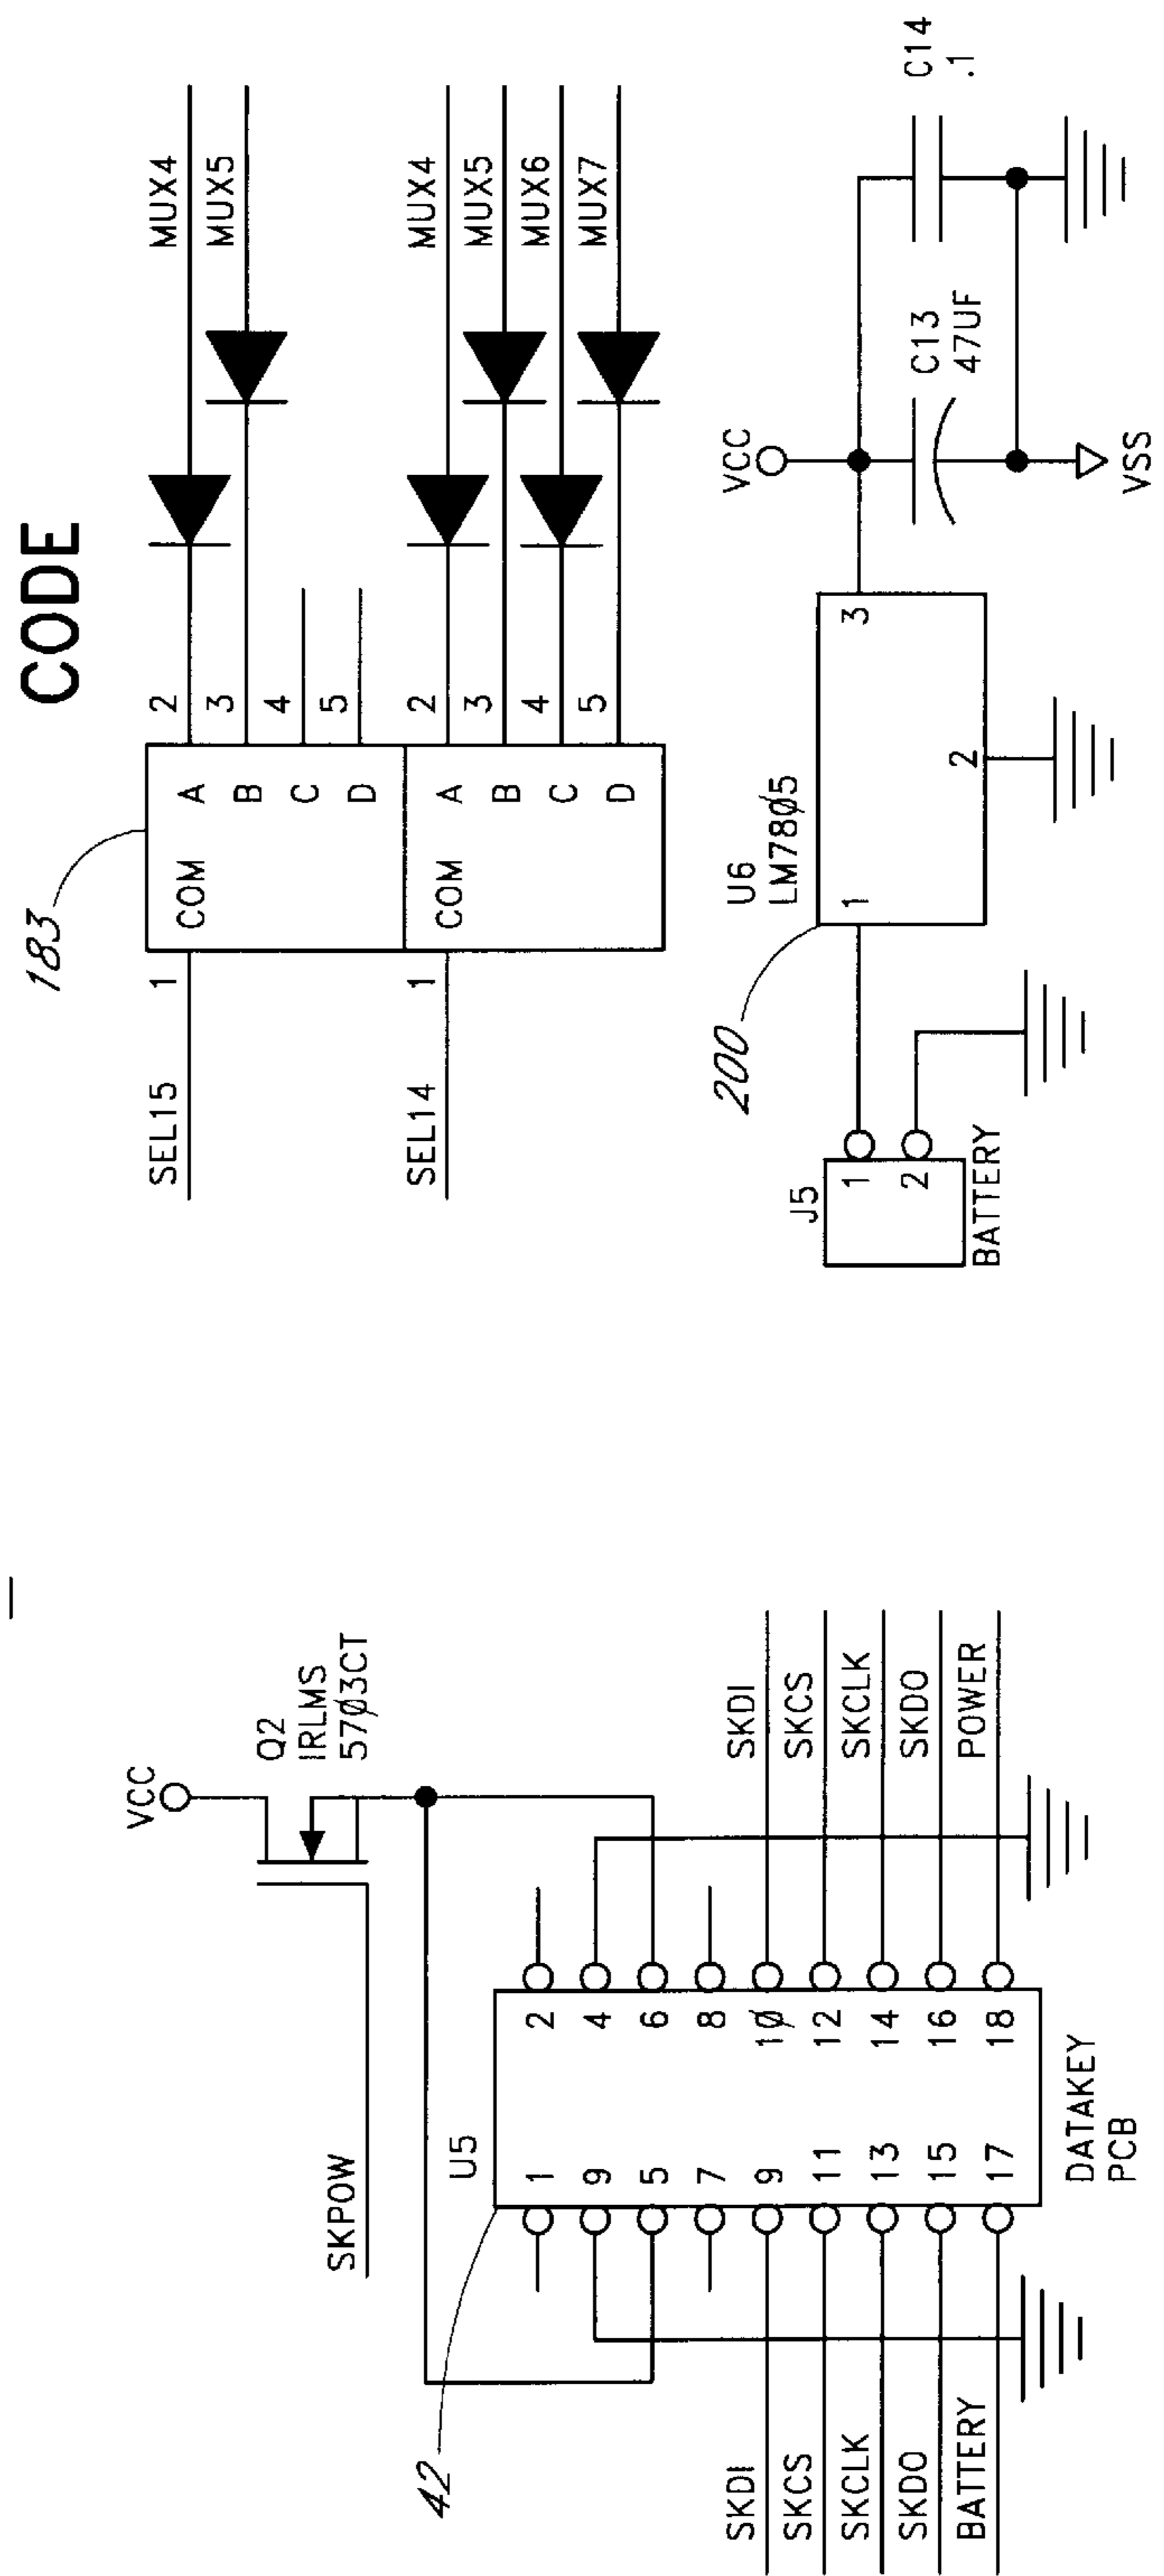 CODE
183
SEL15
1
COM
A
2
MUX4
B
3
MUX5
C
4
D
5
SEL14
1
COM
A
2
MUX4
B
3
MUX5
C
4
MUX6
D
5
MUX7
200
U6
LM78Ø5
1
3
2
J5
1
2
BATTERY
VCC
C13
47UF
C14
.1
VSS
VCC
Q2
IRLMS
57Ø3CT
SKPOW
42
U5
1
2
9
4
5
6
7
8
SKDI
9
1Ø
SKDI
SKCS
11
12
SKCS
SKCLK
13
14
SKCLK
SKDO
15
16
SKDO
BATTERY
17
18
POWER
DATAKEY
PCB